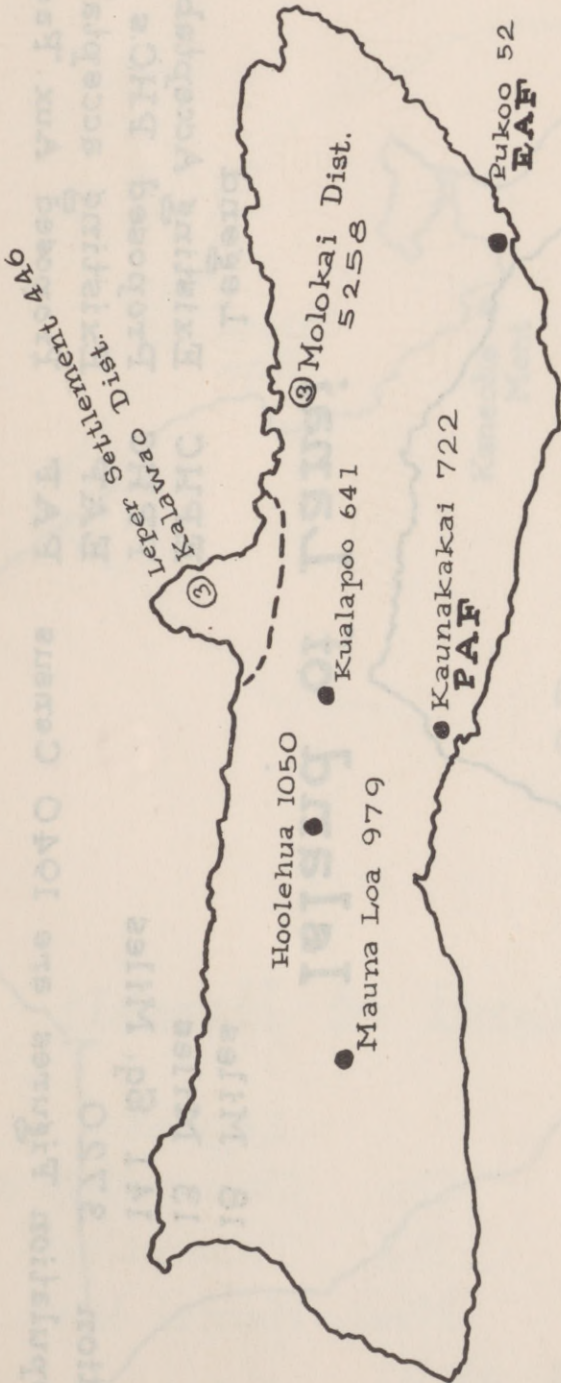 Leper Settlement 446
Kalawao Dist.
③
③ Molokai Dist.
5258
Hoolehua 1050
Kualapoo 641
Mauna Loa 979
Kaunakakai 722
PAF
Pukoo 52
EAF